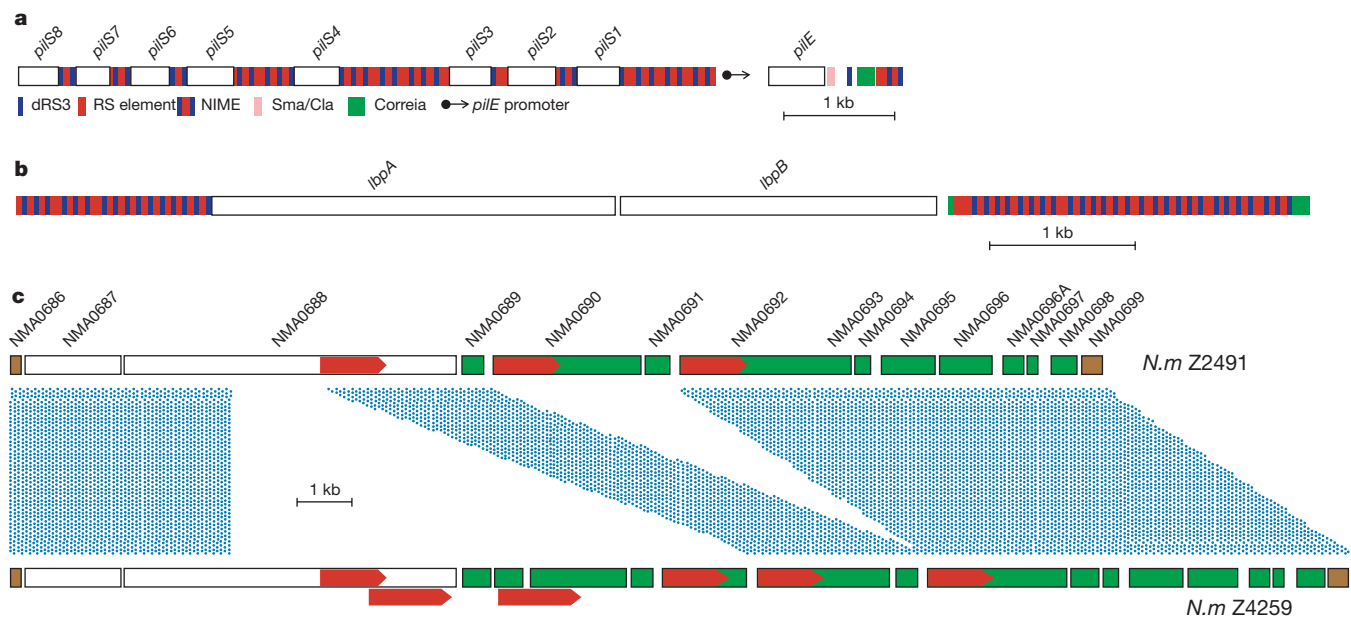 a
pilS8 pilS7 pilS6 pilS5 pilS4 pilS3 pilS2 pilS1 pilE
dRS3 RS element NIME Sma/Cla Correia pilE promoter
1 kb
b
lbpA lbpB
1 kb
c
NMA0686 NMA0687 NMA0688 NMA0689 NMA0690 NMA0691 NMA0692 NMA0693 NMA0694 NMA0695 NMA0696 NMA0696A NMA0697 NMA0698 NMA0699
N.m Z2491
1 kb
N.m Z4259